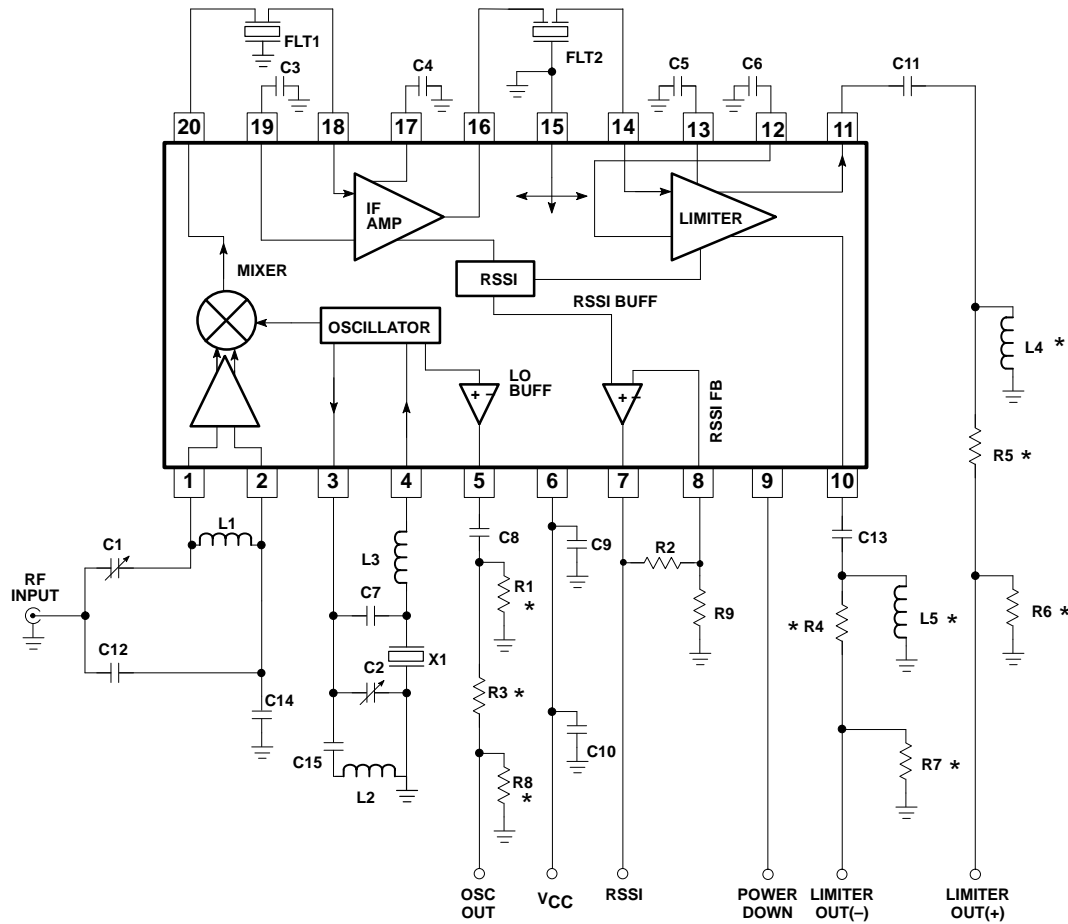 FLT1
FLT2
C3
C4
C5
C6
C11
20
19
18
17
16
15
14
13
12
11
IF
AMP
LIMITER
MIXER
RSSI
RSSI BUFF
OSCILLATOR
LO
BUFF
+ −
+ −
RSSI FB
L4 *
R5 *
1
2
3
4
5
6
7
8
9
10
L1
C1
RF
INPUT
C12
C14
L3
C7
X1
C2
C15
L2
C8
R1
*
R3 *
R8
*
C9
C10
R2
R9
C13
* R4
L5 *
R7 *
R6 *
OSC
OUT
VCC
RSSI
POWER
DOWN
LIMITER
OUT(−)
LIMITER
OUT(+)